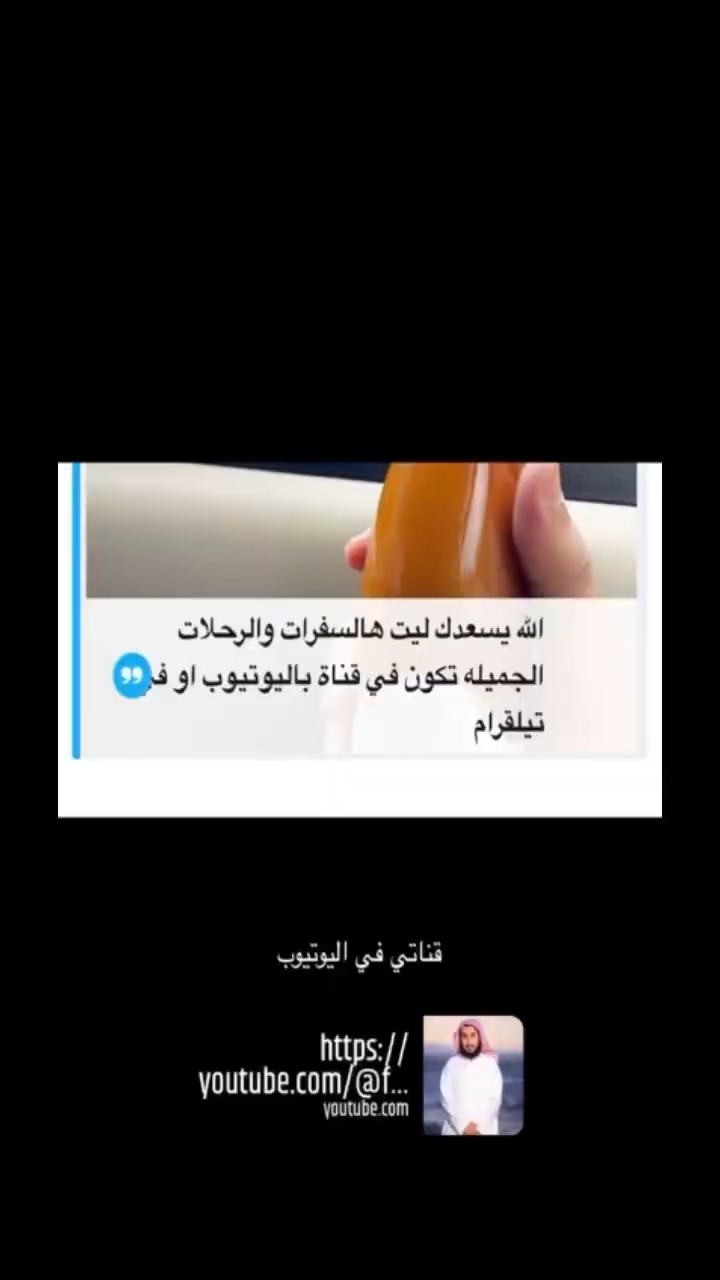 الله يسعدك ليت هالسفرات والرحلات
الجميله تكون في قناة باليوتيوب او في
تيلقرام
قناتي في اليوتيوب
https://
youtube.com/@f...
youtube.com